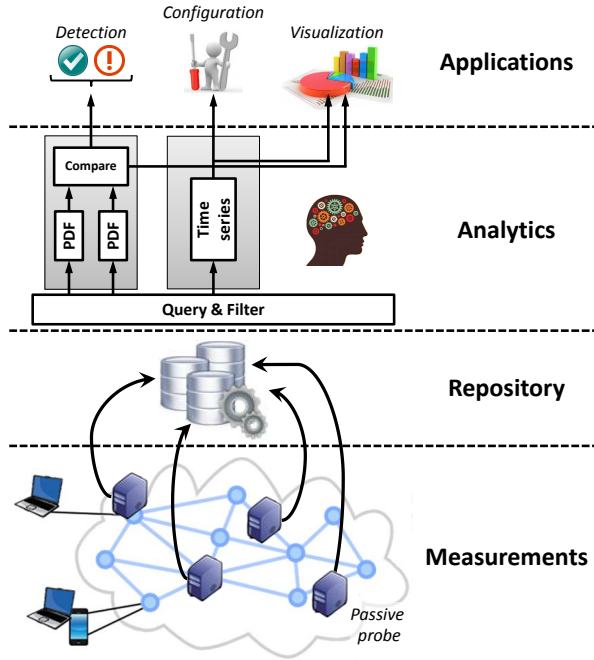 Detection
Configuration
Visualization
Applications
Compare
PDF
PDF
Time
series
Analytics
Query & Filter
Repository
Measurements
Passive
probe